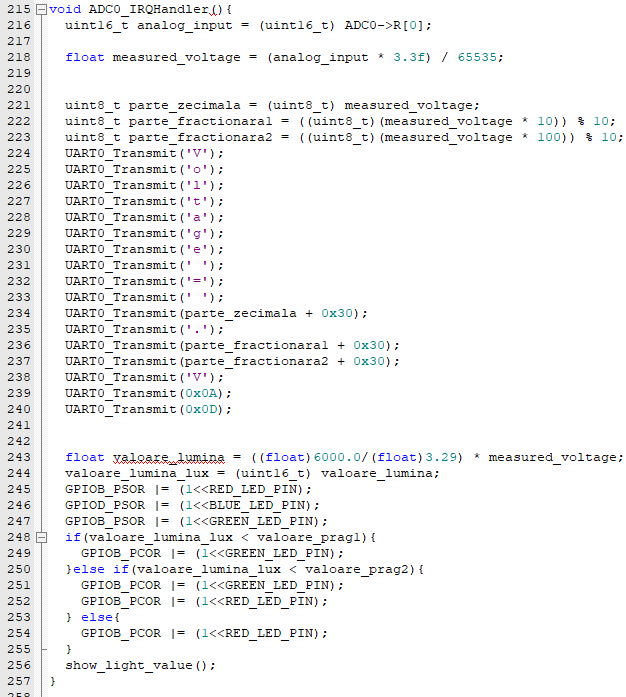 215 void ADC0_IRQHandler(){
216 uint16_t analog_input = (uint16_t) ADC0->R[0];
217
218 float measured_voltage = (analog_input * 3.3f) / 65535;
219
220
221 uint8_t parte_zecimala = (uint8_t) measured_voltage;
222 uint8_t parte_fractionara1 = ((uint8_t)(measured_voltage * 10)) % 10;
223 uint8_t parte_fractionara2 = ((uint8_t)(measured_voltage * 100)) % 10;
224 UART0_Transmit('V');
225 UART0_Transmit('o');
226 UART0_Transmit('l');
227 UART0_Transmit('t');
228 UART0_Transmit('a');
229 UART0_Transmit('g');
230 UART0_Transmit('e');
231 UART0_Transmit(' ');
232 UART0_Transmit('=');
233 UART0_Transmit(' ');
234 UART0_Transmit(parte_zecimala + 0x30);
235 UART0_Transmit('.');
236 UART0_Transmit(parte_fractionara1 + 0x30);
237 UART0_Transmit(parte_fractionara2 + 0x30);
238 UART0_Transmit('V');
239 UART0_Transmit(0x0A);
240 UART0_Transmit(0x0D);
241
242
243 float valoare_lumina = ((float)6000.0/(float)3.29) * measured_voltage;
244 valoare_lumina_lux = (uint16_t) valoare_lumina;
245 GPIOB_PSOR |= (1<<RED_LED_PIN);
246 GPIOD_PSOR |= (1<<BLUE_LED_PIN);
247 GPIOB_PSOR |= (1<<GREEN_LED_PIN);
248 if(valoare_lumina_lux < valoare_prag1){
249 GPIOB_PCOR |= (1<<GREEN_LED_PIN);
250 }else if(valoare_lumina_lux < valoare_prag2){
251 GPIOB_PCOR |= (1<<GREEN_LED_PIN);
252 GPIOB_PCOR |= (1<<RED_LED_PIN);
253 } else{
254 GPIOB_PCOR |= (1<<RED_LED_PIN);
255 }
256 show_light_value();
257 }
258